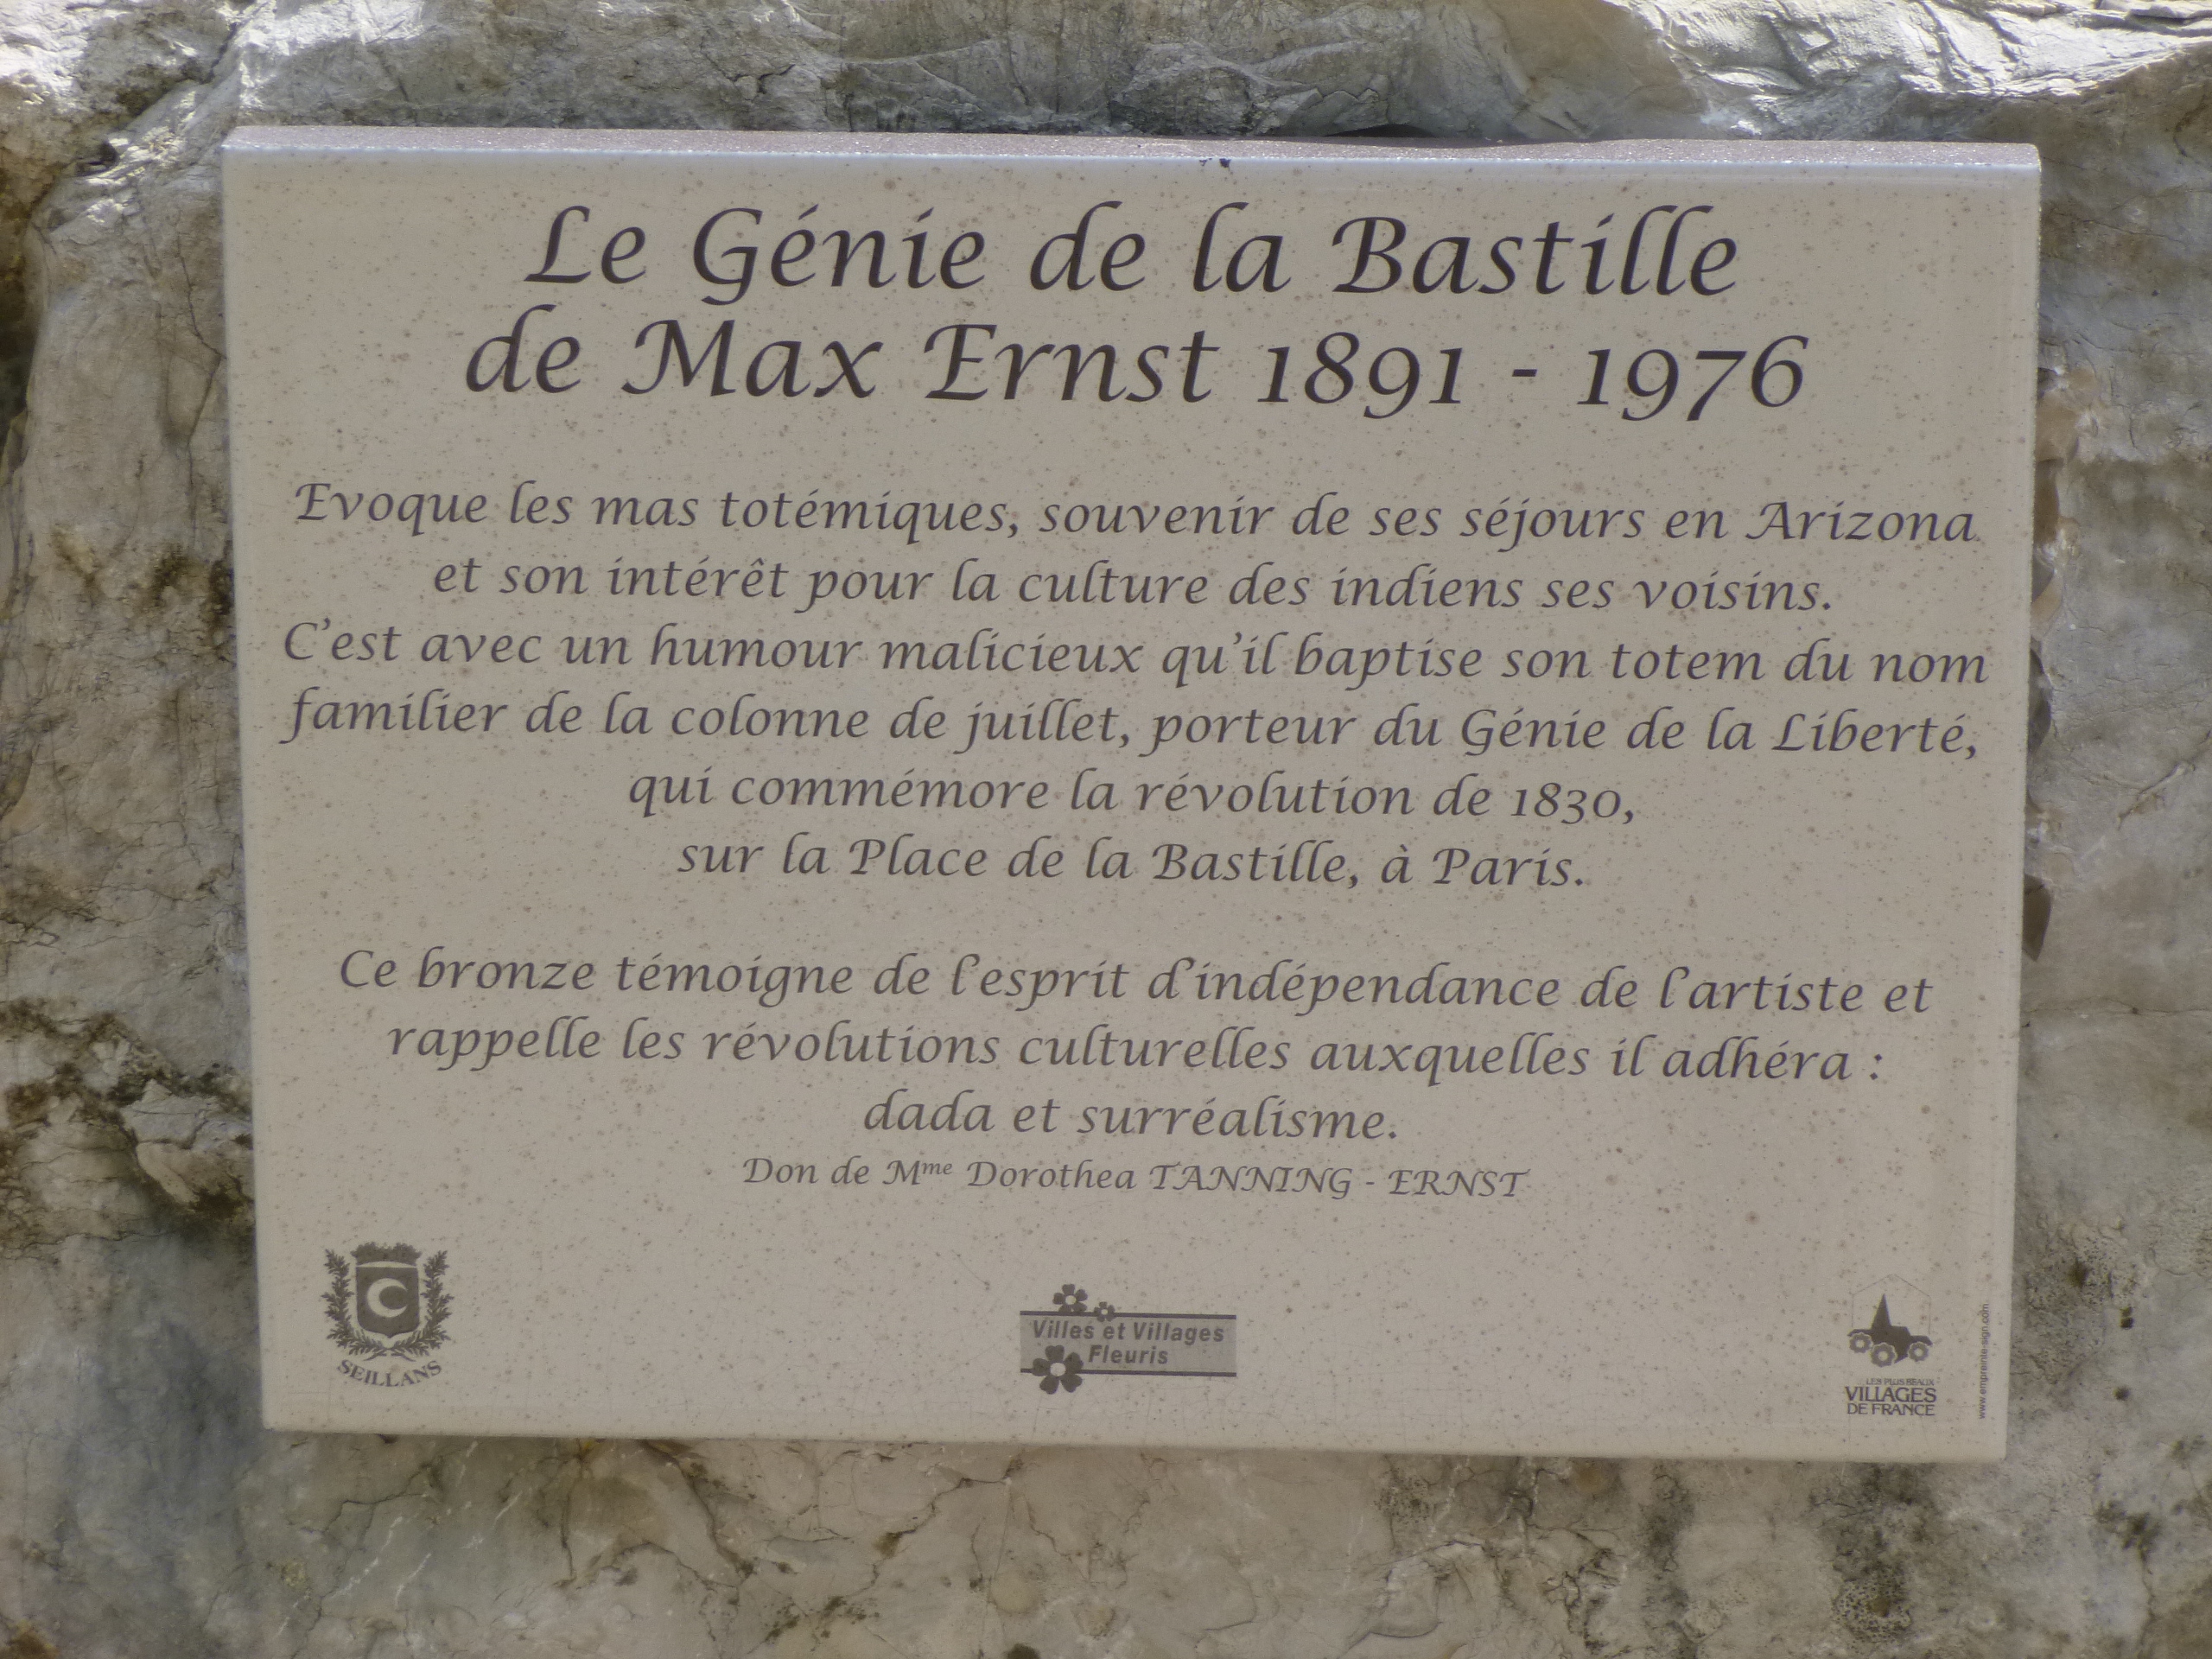 Le Génie de la Bastille
de Max Ernst 1891 - 1976
Evoque les mas totémiques, souvenir de ses séjours en Arizona
et son intérêt pour la culture des indiens ses voisins.
C'est avec un humour malicieux qu'il baptise son totem du nom
familier de la colonne de juillet, porteur du Génie de la Liberté,
qui commémore la révolution de 1830,
sur la Place de la Bastille, à Paris.
Ce bronze témoigne de l'esprit d'indépendance de l'artiste et
rappelle les révolutions culturelles auxquelles il adhéra :
dada et surréalisme.
Don de Mme Dorothea TANNING - ERNST
C
SEILLANS
Villes et Villages
Fleuris
LES PLUS BEAUX
VILLAGES
DE FRANCE